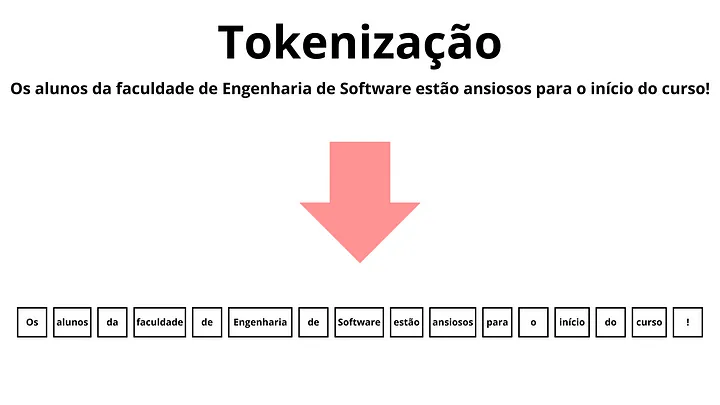 Tokenização
Os alunos da faculdade de Engenharia de Software estão ansiosos para o início do curso!
Os alunos da faculdade de Engenharia de Software estão ansiosos para o início do curso !